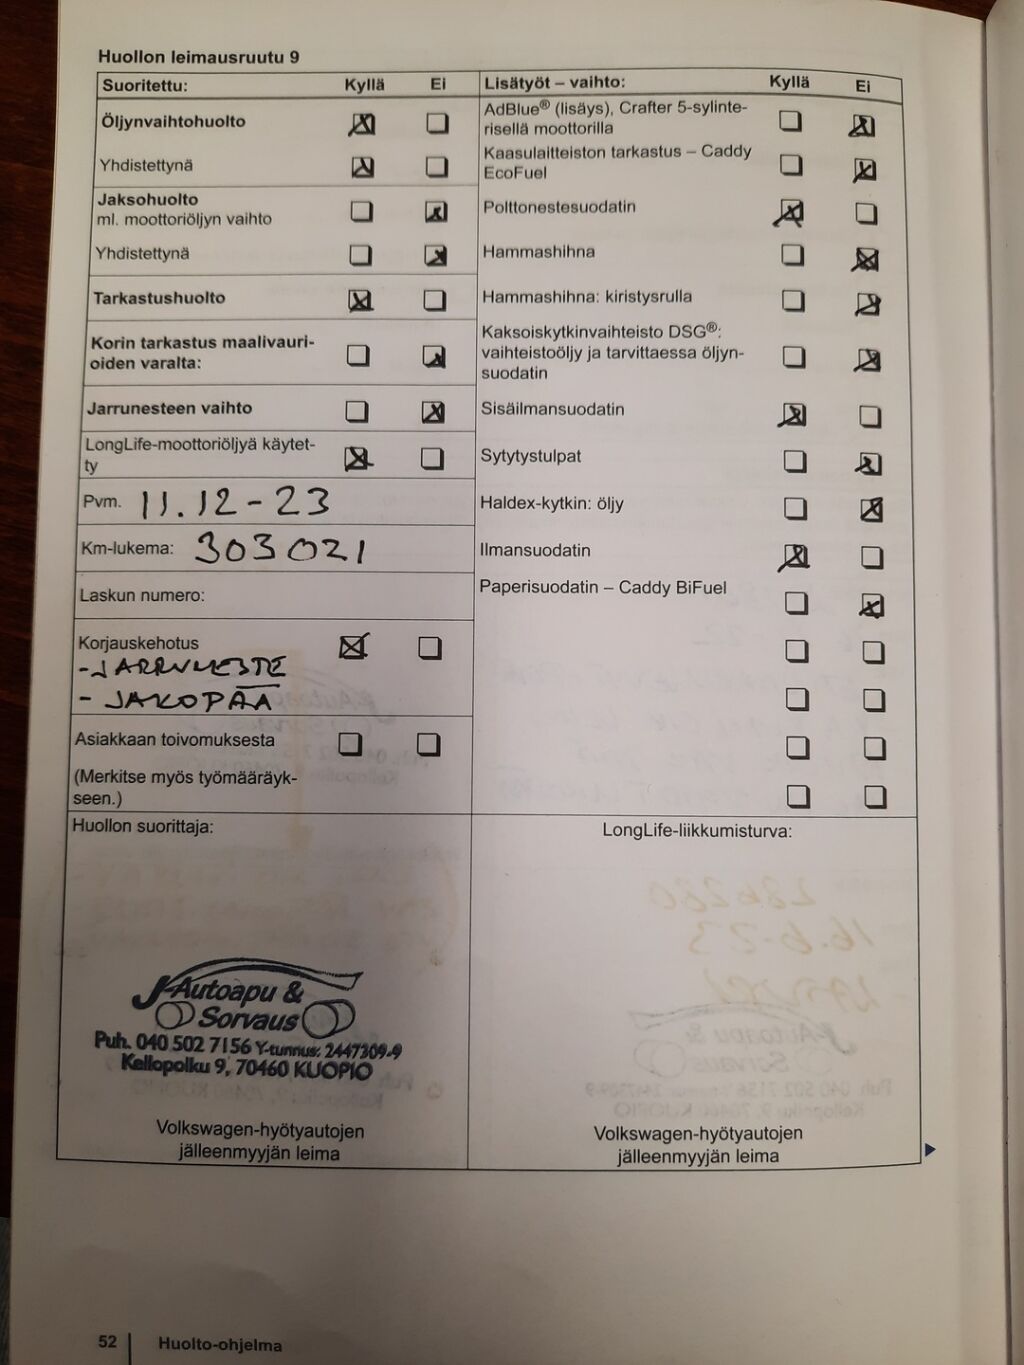 Huollon leimausruutu 9
Suoritettu: Kyllä Ei
Öljynvaihtohuolto
Yhdistettynä
Jaksohuolto
ml. moottoriöljyn vaihto
Yhdistettynä
Tarkastushuolto
Korin tarkastus maalivauri-
oiden varalta:
Jarrunesteen vaihto
LongLife-moottoriöljyä käytet-
ty
Pvm. 11.12-23
Km-lukema: 303021
Laskun numero:
Korjauskehotus
- JARRUNESTE
- JAKOPÄÄ
Asiakkaan toivomuksesta
(Merkitse myös työmääräyk-
seen.)
Lisätyöt – vaihto: Kyllä Ei
AdBlue® (lisäys), Crafter 5-sylinte-
risellä moottorilla
Kaasulaitteiston tarkastus – Caddy
EcoFuel
Polttonestesuodatin
Hammashihna
Hammashihna: kiristysrulla
Kaksoiskytkinvaihteisto DSG®:
vaihteistoöljy ja tarvittaessa öljyn-
suodatin
Sisäilmansuodatin
Sytytystulpat
Haldex-kytkin: öljy
Ilmansuodatin
Paperisuodatin – Caddy BiFuel
Huollon suorittaja:
J-Autoapu &
Sorvaus
Puh. 040 502 7156 Y-tunnus: 2447309-9
Kellopolku 9, 70460 KUOPIO
Volkswagen-hyötyautojen
jälleenmyyjän leima
LongLife-liikkumisturva:
Volkswagen-hyötyautojen
jälleenmyyjän leima
52 Huolto-ohjelma